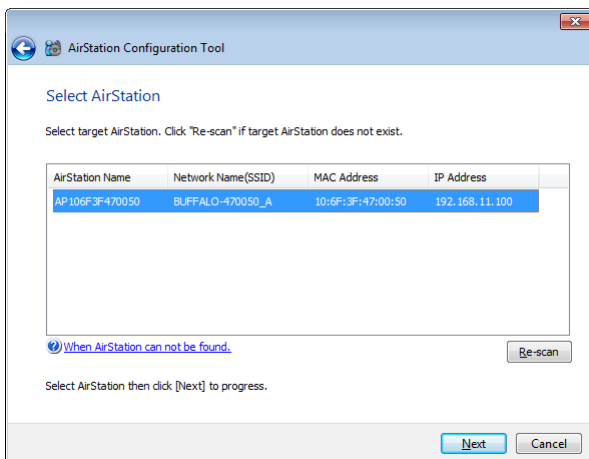 AirStation Configuration Tool
Select AirStation
Select target AirStation. Click "Re-scan" if target AirStation does not exist.
AirStation Name Network Name(SSID) MAC Address IP Address
AP106F3F470050 BUFFALO-470050_A 10:6F:3F:47:00:50 192.168.11.100
When AirStation can not be found.
Re-scan
Select AirStation then click [Next] to progress.
Next Cancel